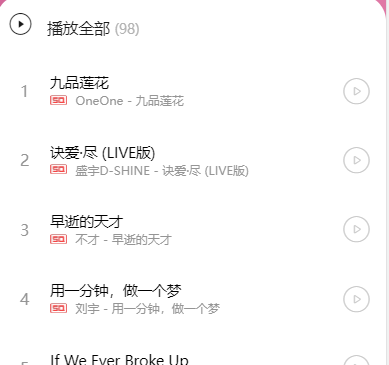 播放全部 (98)
1
九品莲花
SQ OneOne - 九品莲花
2
诀爱·尽 (LIVE版)
SQ 盛宇D-SHINE - 诀爱·尽 (LIVE版)
3
早逝的天才
SQ 不才 - 早逝的天才
4
用一分钟，做一个梦
SQ 刘宇 - 用一分钟，做一个梦
5
If We Ever Broke Up